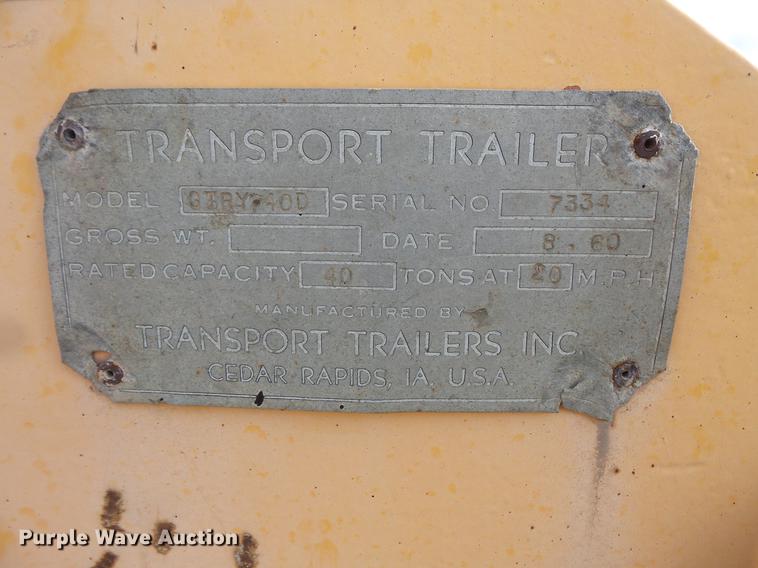 TRANSPORT TRAILER
MODEL SERIAL NO 7334
GROSS WT. DATE 8.60
RATED CAPACITY 40 TONS AT 20 M.P.H
MANUFACTURED BY
TRANSPORT TRAILERS INC
CEDAR RAPIDS, IA. U.S.A.
Purple Wave Auction